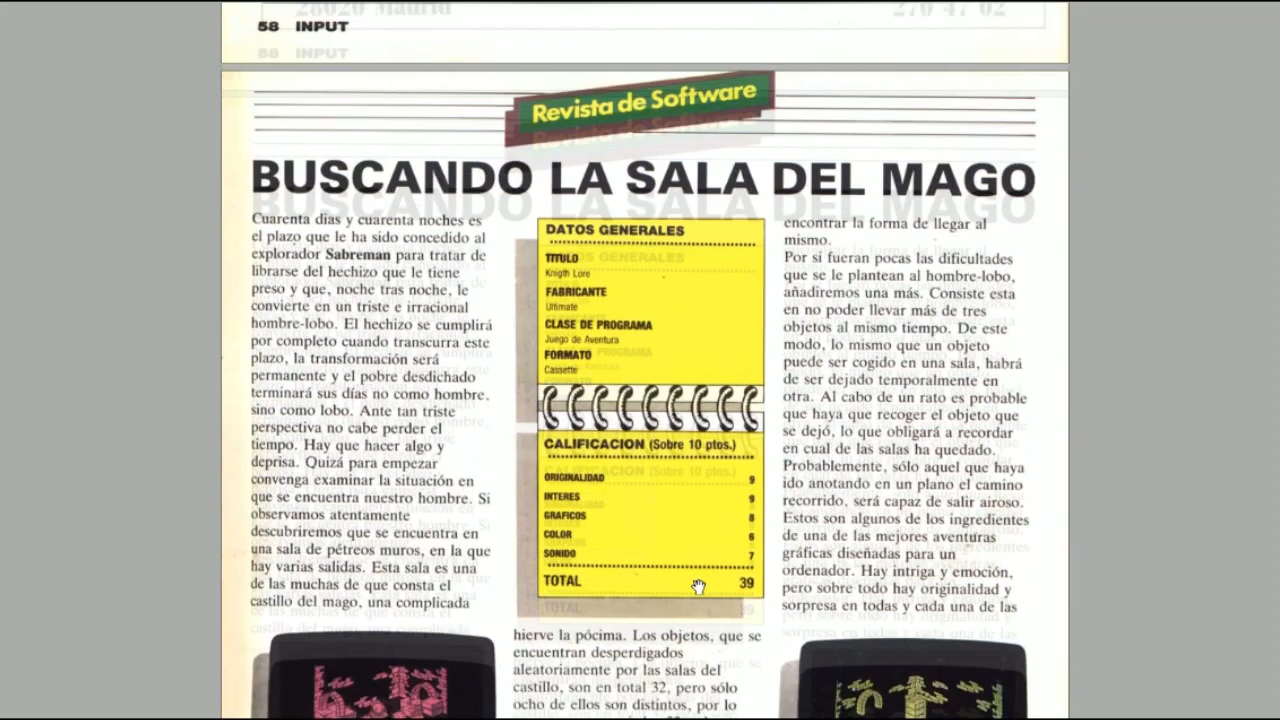 28020 Madrid
270 47 02
58 INPUT
Revista de Software
BUSCANDO LA SALA DEL MAGO
Cuarenta dias y cuarenta noches es
el plazo que le ha sido concedido al
explorador Sabreman para tratar de
librarse del hechizo que le tiene
preso y que, noche tras noche, le
convierte en un triste e irracional
hombre-lobo. El hechizo se cumplirá
por completo cuando transcurra este
plazo, la transformación será
permanente y el pobre desdichado
terminará sus días no como hombre,
sino como lobo. Ante tan triste
perspectiva no cabe perder el
tiempo. Hay que hacer algo y
deprisa. Quizá para empezar
convenga examinar la situación en
que se encuentra nuestro hombre. Si
observamos atentamente
descubriremos que se encuentra en
una sala de pétreos muros, en la que
hay varias salidas. Esta sala es una
de las muchas de que consta el
castillo del mago, una complicada
DATOS GENERALES
TITULO
Knigth Lore
FABRICANTE
Ultimate
CLASE DE PROGRAMA
Juego de Aventura
FORMATO
Cassette
CALIFICACION (Sobre 10 ptos.)
ORIGINALIDAD 9
INTERES 9
GRAFICOS 8
COLOR 6
SONIDO 7
TOTAL 39
hierve la pócima. Los objetos, que se
encuentran desperdigados
aleatoriamente por las salas del
castillo, son en total 32, pero sólo
ocho de ellos son distintos, por lo
encontrar la forma de llegar al
mismo.
Por si fueran pocas las dificultades
que se le plantean al hombre-lobo,
añadiremos una más. Consiste esta
en no poder llevar más de tres
objetos al mismo tiempo. De este
modo, lo mismo que un objeto
puede ser cogido en una sala, habrá
de ser dejado temporalmente en
otra. Al cabo de un rato es probable
que haya que recoger el objeto que
se dejó, lo que obligará a recordar
en cual de las salas ha quedado.
Probablemente, sólo aquel que haya
ido anotando en un plano el camino
recorrido, será capaz de salir airoso.
Estos son algunos de los ingredientes
de una de las mejores aventuras
gráficas diseñadas para un
ordenador. Hay intriga y emoción,
pero sobre todo hay originalidad y
sorpresa en todas y cada una de las